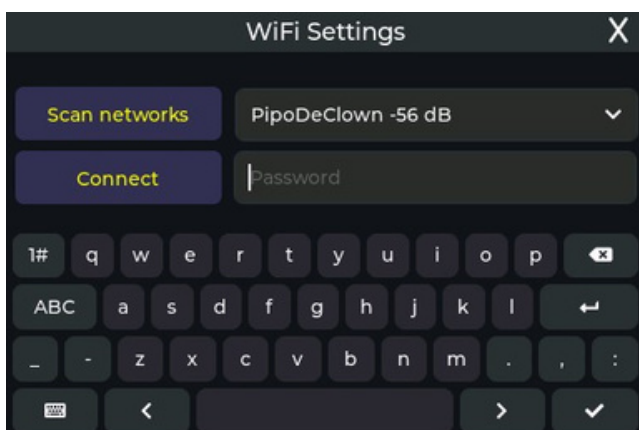 WiFi Settings X
Scan networks PipoDeClown -56 dB
Connect Password
1# q w e r t y u i o p
ABC a s d f g h j k l
_ - z x c v b n m . , :